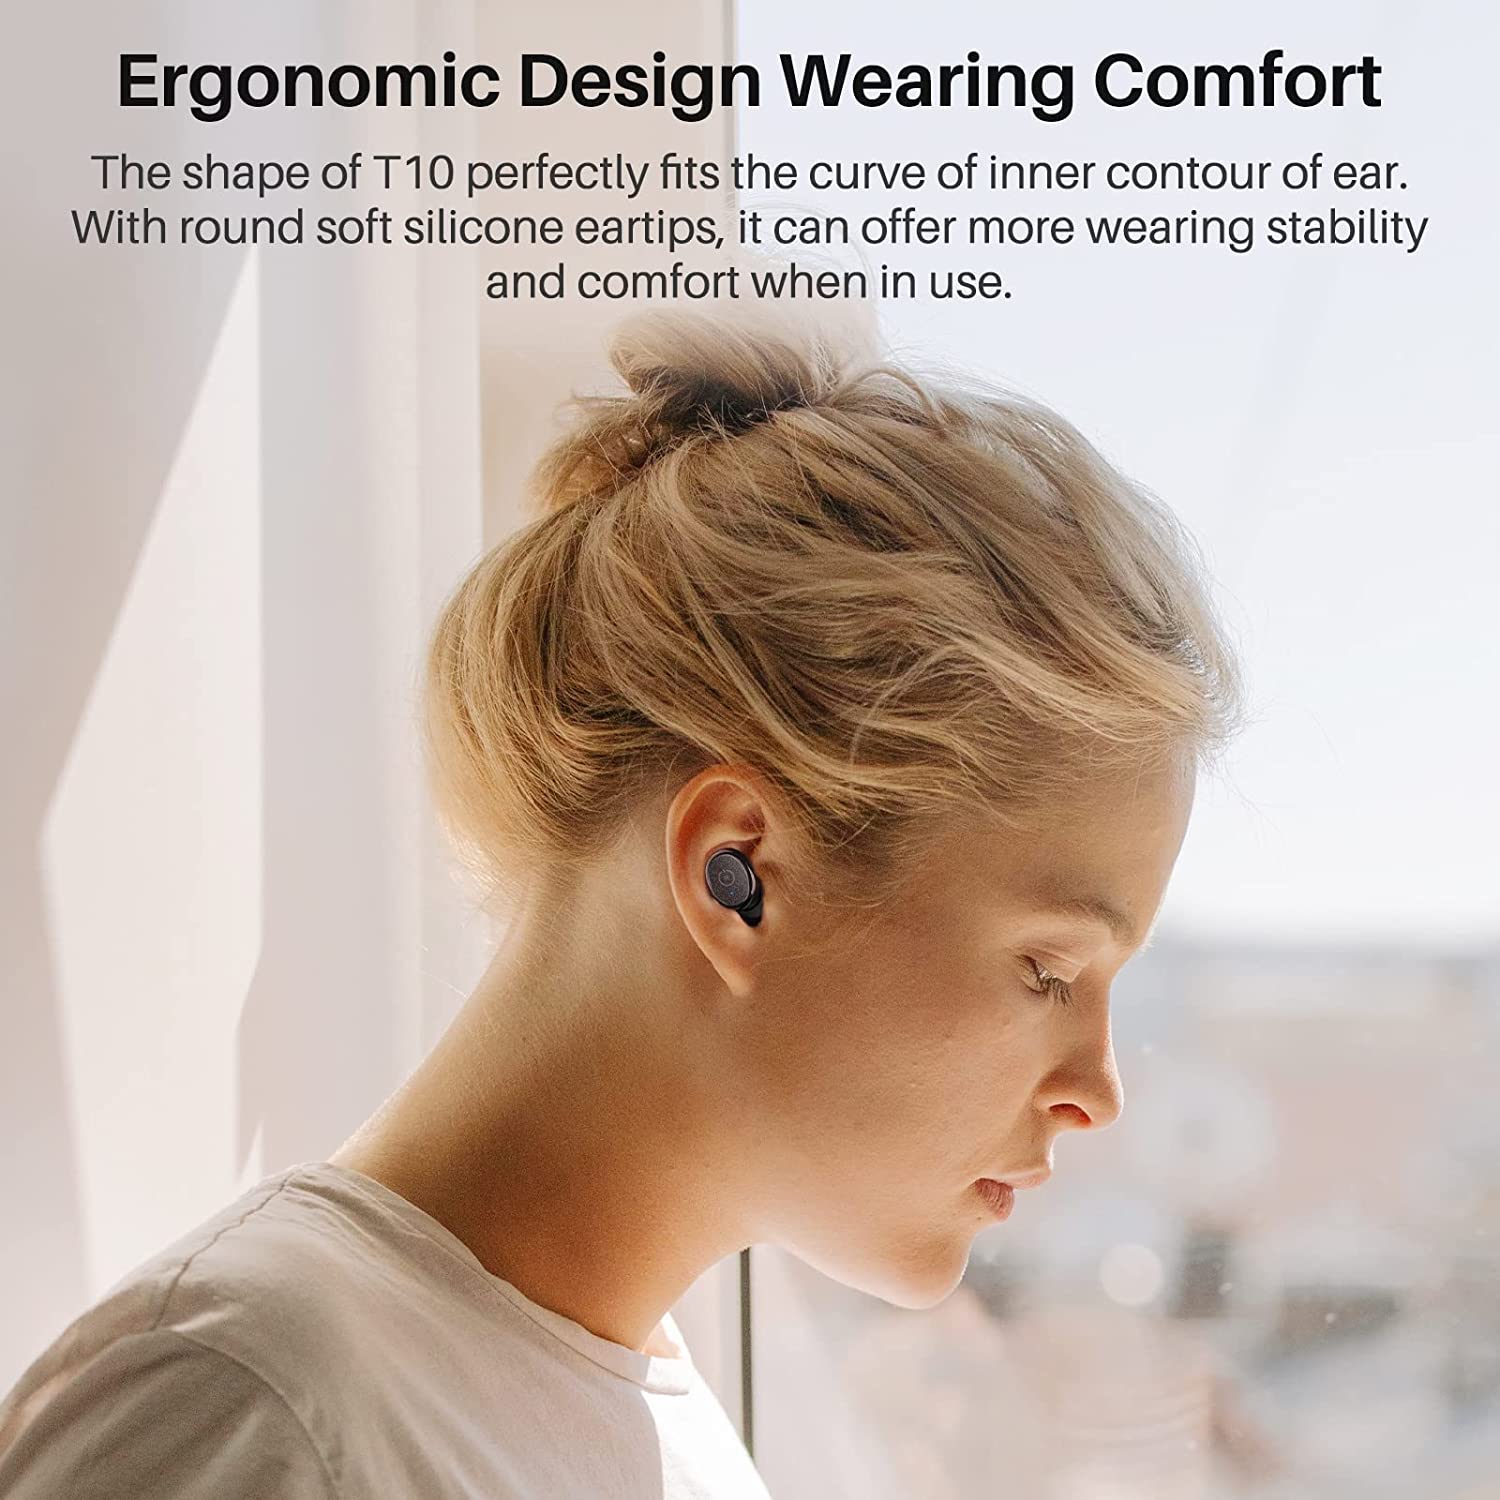 Ergonomic Design Wearing Comfort
The shape of T10 perfectly fits the curve of inner contour of ear.
With round soft silicone eartips, it can offer more wearing stability
and comfort when in use.